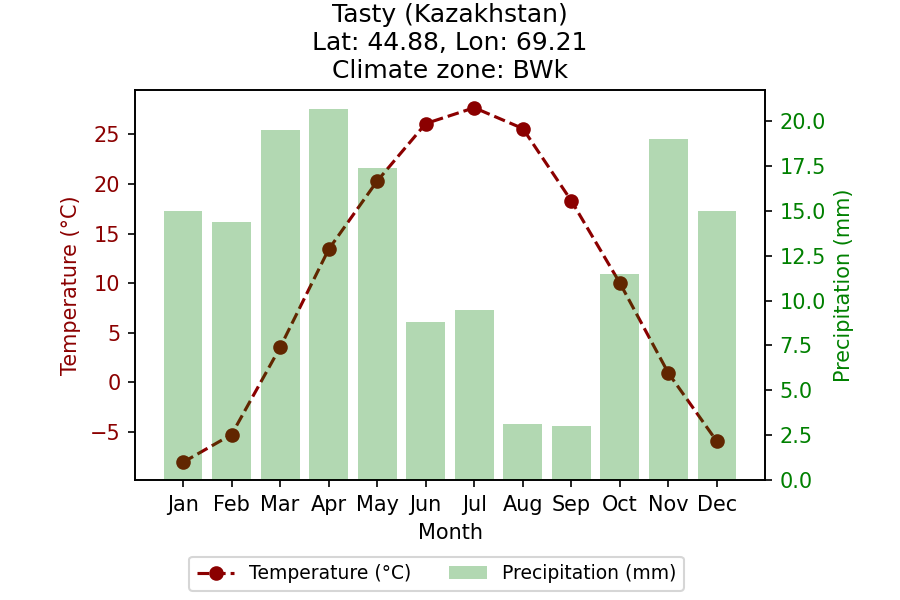 Tasty (Kazakhstan)
Lat: 44.88, Lon: 69.21
Climate zone: BWk
Temperature (°C)
25
20
15
10
5
0
−5
Precipitation (mm)
20.0
17.5
15.0
12.5
10.0
7.5
5.0
2.5
0.0
Jan Feb Mar Apr May Jun Jul Aug Sep Oct Nov Dec
Month
Temperature (°C) Precipitation (mm)